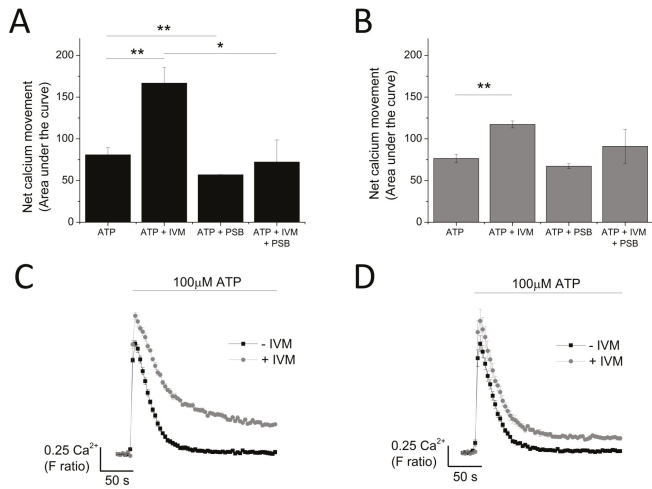 A
**
**
*
Net calcium movement
(Area under the curve)
200
150
100
50
0
ATP
ATP + IVM
ATP + PSB
ATP + IVM
+ PSB
B
**
Net calcium movement
(Area under the curve)
200
150
100
50
0
ATP
ATP + IVM
ATP + PSB
ATP + IVM
+ PSB
C
100µM ATP
- IVM
+ IVM
0.25 Ca²⁺
(F ratio)
50 s
D
100µM ATP
- IVM
+ IVM
0.25 Ca²⁺
(F ratio)
50 s